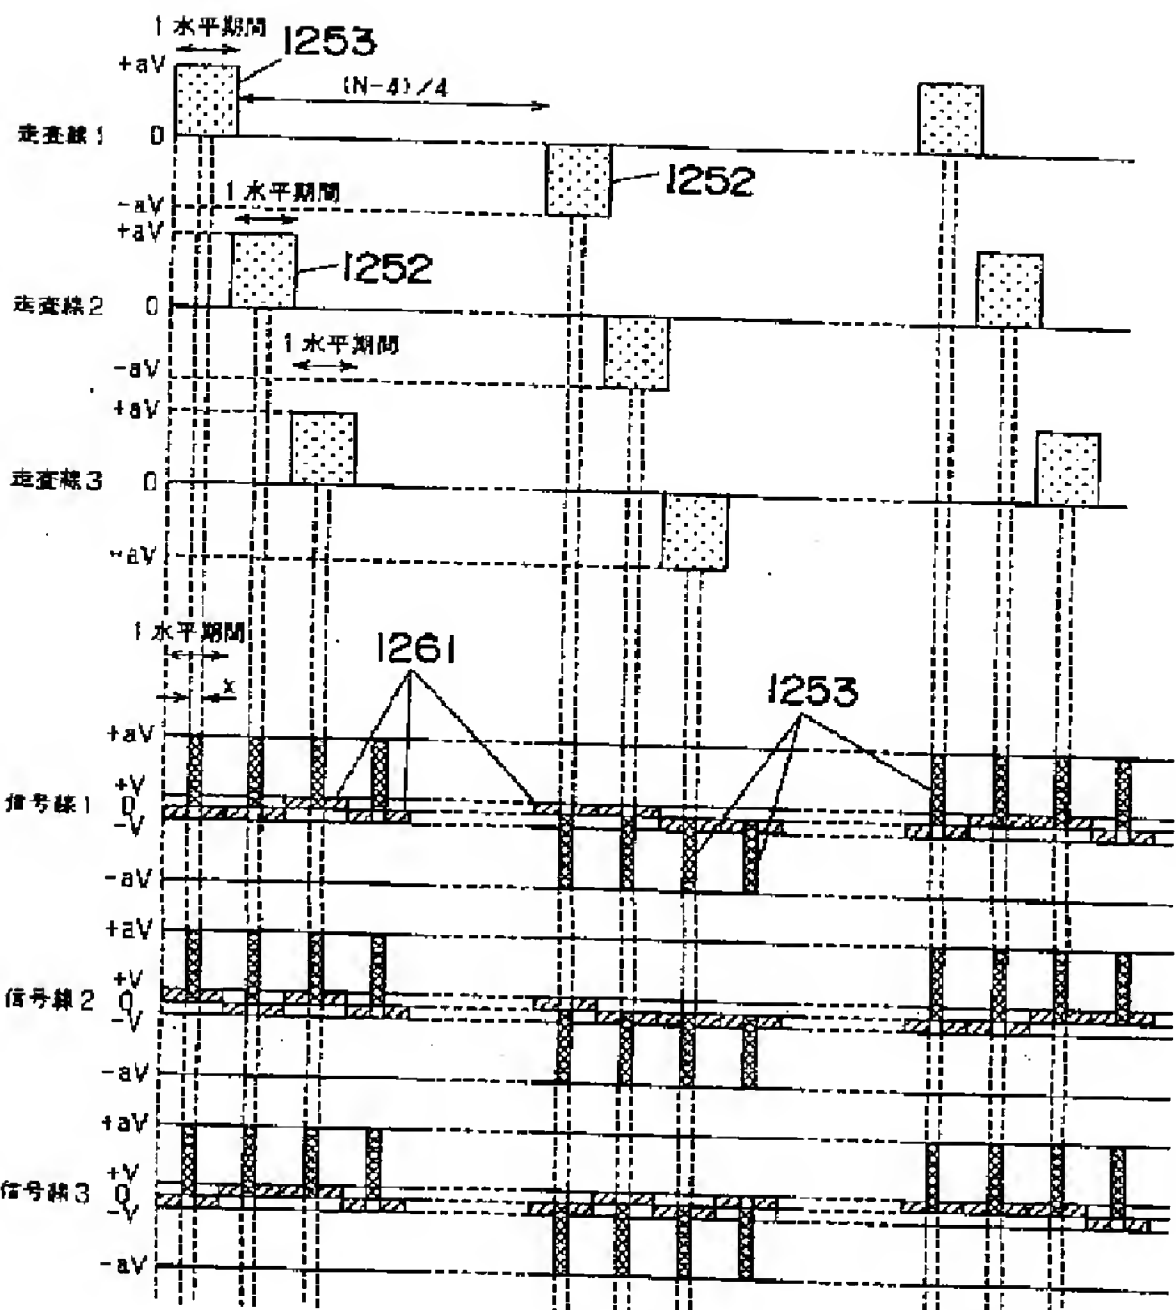 1 水平期間
1253
+aV
(N-4)/4
走査線1 0
1252
-aV
1 水平期間
+aV
1252
走査線2 0
1 水平期間
-aV
+aV
走査線3 0
-aV
1 水平期間
x
1261
1253
+aV
+V
信号線1 0
-V
-aV
+aV
+V
信号線2 0
-V
-aV
+aV
+V
信号線3 0
-V
-aV